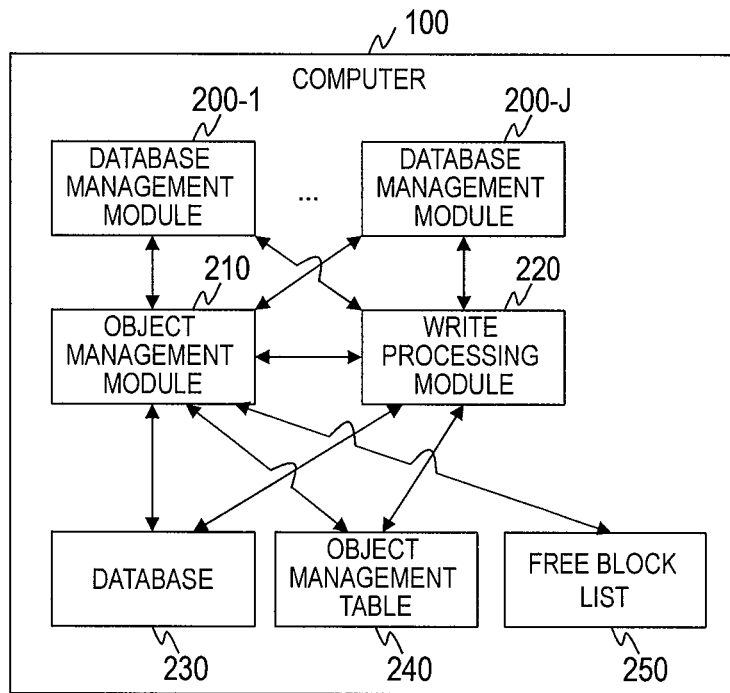 100
COMPUTER
200-1
200-J
DATABASE
MANAGEMENT
MODULE
...
DATABASE
MANAGEMENT
MODULE
210
220
OBJECT
MANAGEMENT
MODULE
WRITE
PROCESSING
MODULE
DATABASE
OBJECT
MANAGEMENT
TABLE
FREE BLOCK
LIST
230
240
250